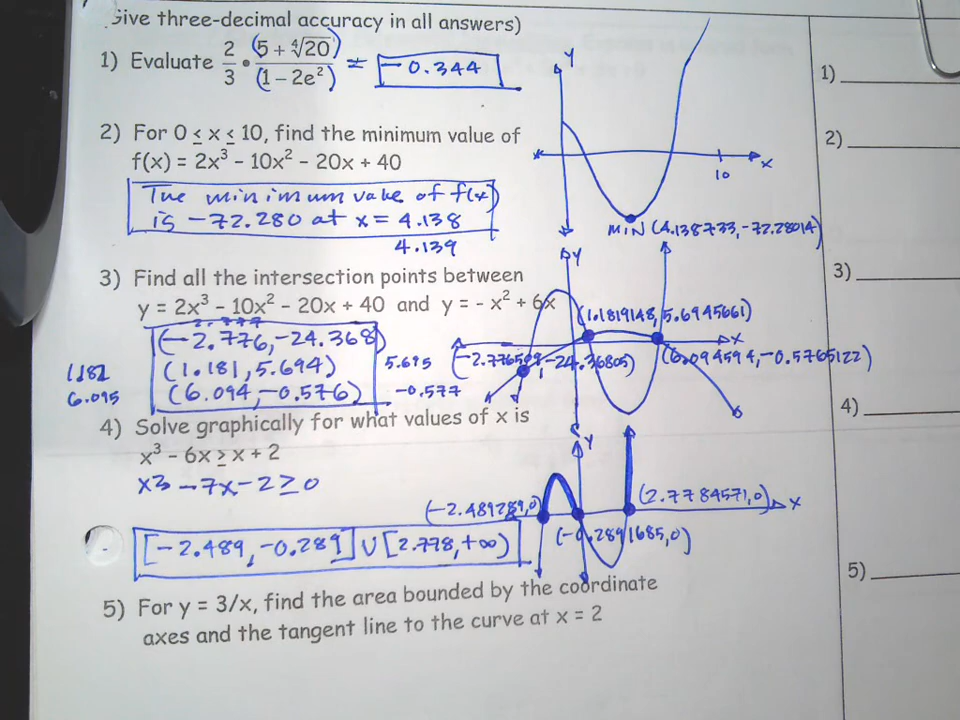 Give three-decimal accuracy in all answers)
1) Evaluate 2/3 • (5 + ∜20)/(1 – 2e²) = – 0.344
1)
2) For 0 ≤ x ≤ 10, find the minimum value of
f(x) = 2x³ – 10x² – 20x + 40
The minimum value of f(x)
is –72.280 at x = 4.138
4.139
Y
X
10
MIN (4.138733,–72.28014)
2)
3) Find all the intersection points between
y = 2x³ – 10x² – 20x + 40 and y = – x² + 6x
2.777
(–2.776,–24.368)
(1.181,5.694) 5.695
(6.094,–0.576) –0.577
1.182
6.095
Y
X
(1.1819148,5.6945661)
(6.094594,–0.5765122)
3)
4) Solve graphically for what values of x is
x³ – 6x ≥ x + 2
x3 –7x–2≥0
[–2.489,–0.289] U [2.778,+∞)
Y
X
(–2.489289,0)
(2.7784571,0)
(–0.2891685,0)
4)
5) For y = 3/x, find the area bounded by the coordinate
axes and the tangent line to the curve at x = 2
5)